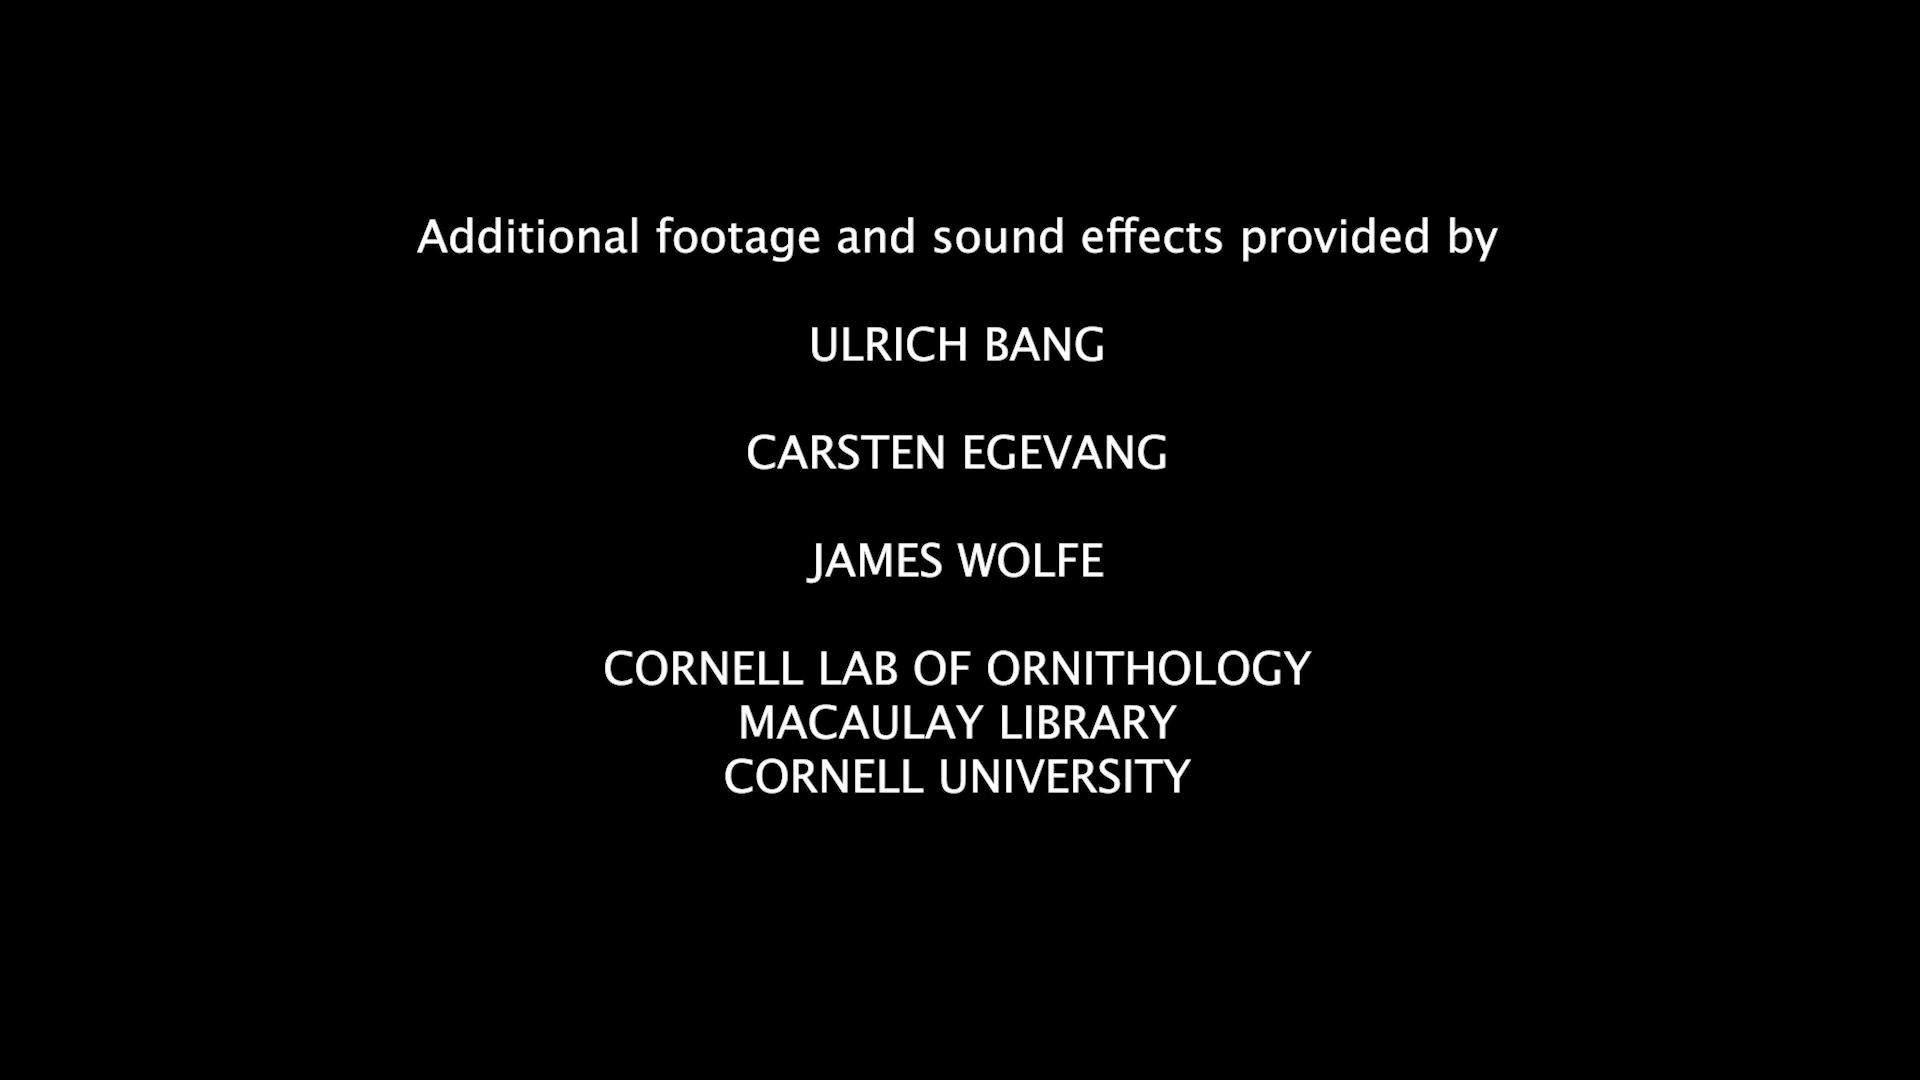 Additional footage and sound effects provided by
ULRICH BANG
CARSTEN EGEVANG
JAMES WOLFE
CORNELL LAB OF ORNITHOLOGY
MACAULAY LIBRARY
CORNELL UNIVERSITY